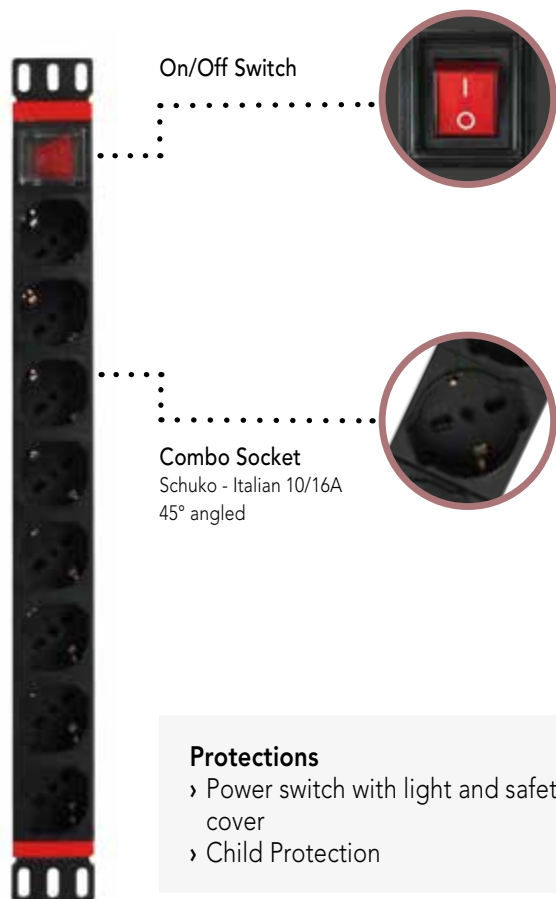 On/Off Switch
I
O
Combo Socket
Schuko - Italian 10/16A
45° angled
Protections
› Power switch with light and safet
cover
› Child Protection